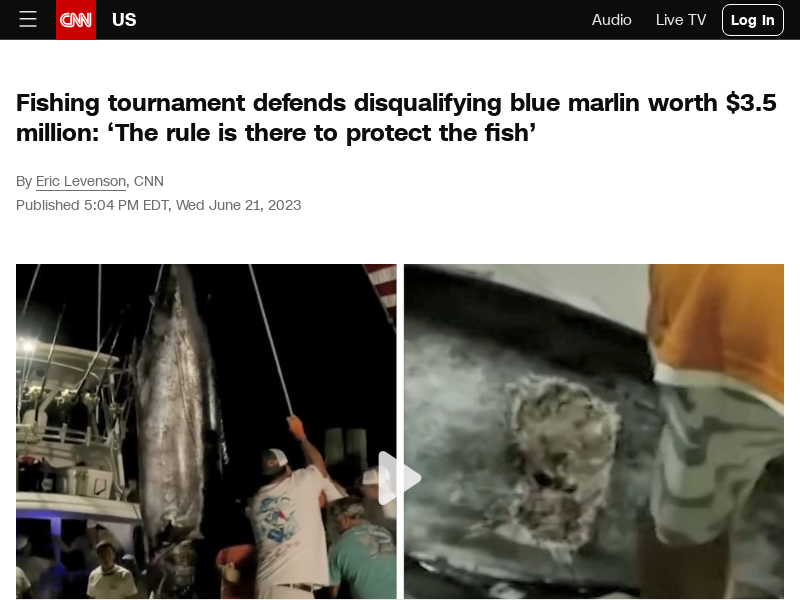 CNN US Audio Live TV Log In
Fishing tournament defends disqualifying blue marlin worth $3.5
million: ‘The rule is there to protect the fish’
By Eric Levenson, CNN
Published 5:04 PM EDT, Wed June 21, 2023